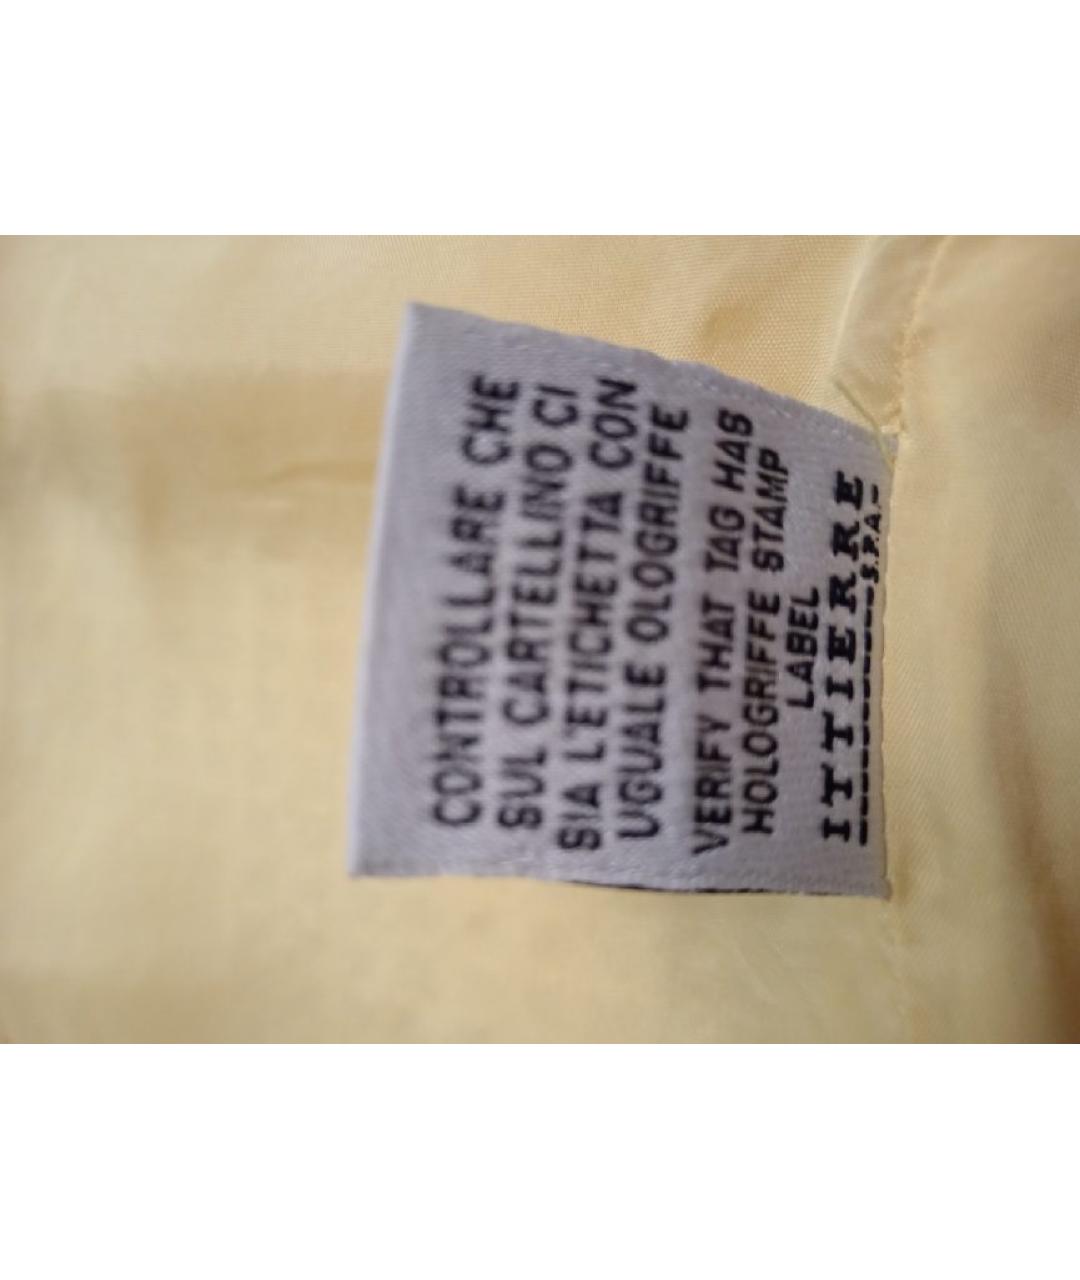 CONTROLLARE CHE
SUL CARTELLINO CI
SIA L'ETICHETTA CON
UGUALE OLOGRIFFE
VERIFY THAT TAG HAS
HOLOGRIFFE STAMP
LABEL
ITTIERRE
S.P.A.